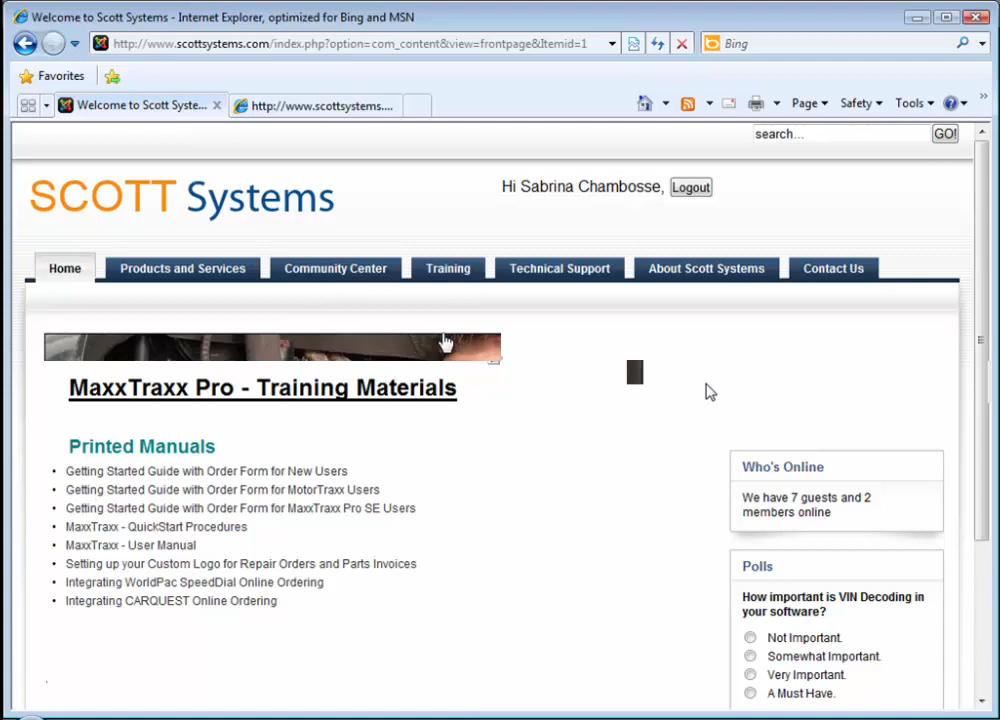 Welcome to Scott Systems - Internet Explorer, optimized for Bing and MSN
http://www.scottsystems.com/index.php?option=com_content&view=frontpage&Itemid=1
Bing
Favorites
Welcome to Scott Syste...
http://www.scottsystems....
Page
Safety
Tools
search...
GO!
SCOTT Systems
Hi Sabrina Chambosse, Logout
Home
Products and Services
Community Center
Training
Technical Support
About Scott Systems
Contact Us
MaxxTraxx Pro - Training Materials
Printed Manuals
• Getting Started Guide with Order Form for New Users
• Getting Started Guide with Order Form for MotorTraxx Users
• Getting Started Guide with Order Form for MaxxTraxx Pro SE Users
• MaxxTraxx - QuickStart Procedures
• MaxxTraxx - User Manual
• Setting up your Custom Logo for Repair Orders and Parts Invoices
• Integrating WorldPac SpeedDial Online Ordering
• Integrating CARQUEST Online Ordering
Who's Online
We have 7 guests and 2
members online
Polls
How important is VIN Decoding in
your software?
Not Important.
Somewhat Important.
Very Important.
A Must Have.